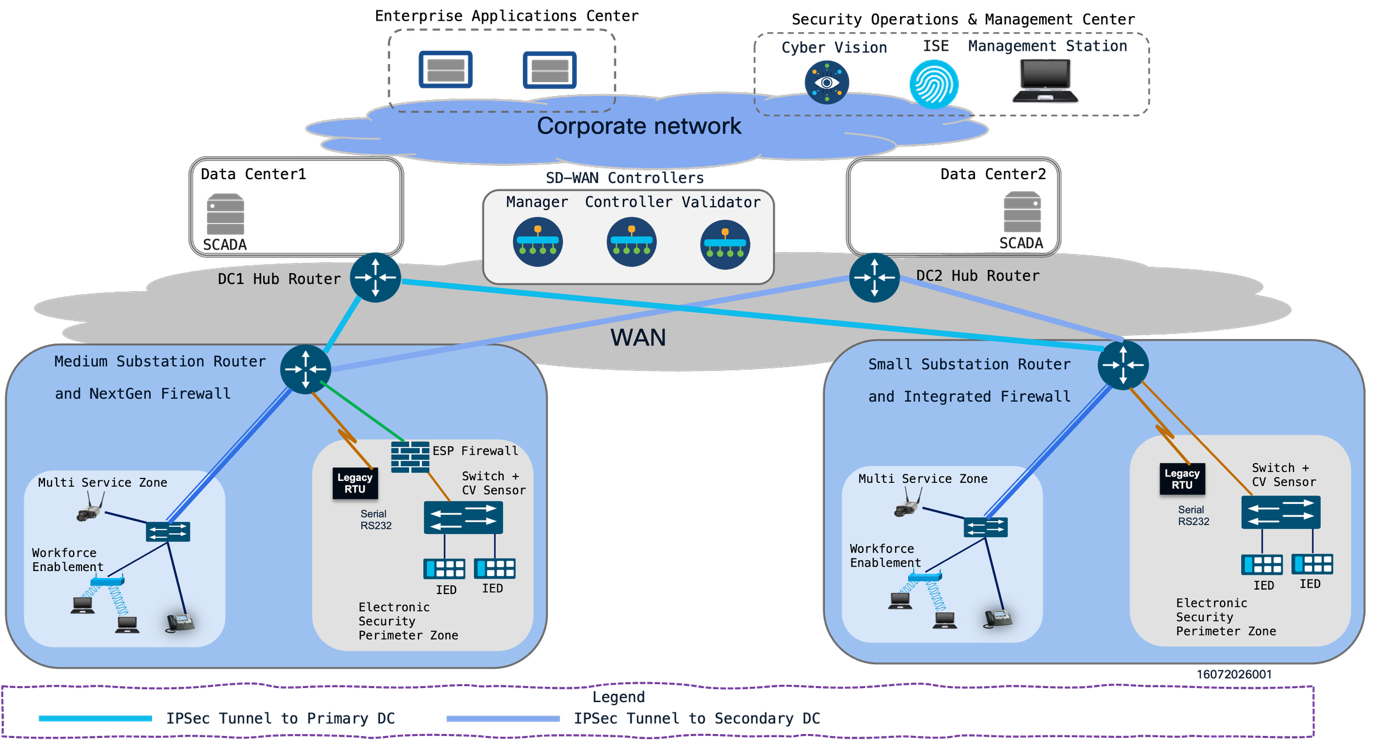 Enterprise Applications Center
Security Operations & Management Center
Cyber Vision
ISE
Management Station
Corporate network
Data Center1
SCADA
SD-WAN Controllers
Manager
Controller
Validator
Data Center2
SCADA
DC1 Hub Router
DC2 Hub Router
WAN
Medium Substation Router
and NextGen Firewall
ESP Firewall
Legacy
RTU
Switch +
CV Sensor
Serial
RS232
Multi Service Zone
Workforce
Enablement
IED
IED
Electronic
Security
Perimeter Zone
Small Substation Router
and Integrated Firewall
Legacy
RTU
Switch +
CV Sensor
Serial
RS232
Multi Service Zone
Workforce
Enablement
IED
IED
Electronic
Security
Perimeter Zone
16072026001
Legend
IPSec Tunnel to Primary DC
IPSec Tunnel to Secondary DC